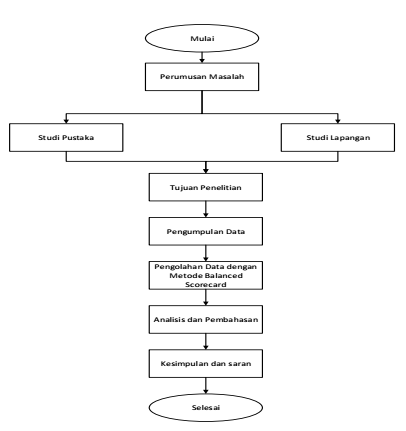 Mulai
Perumusan Masalah
Studi Pustaka
Studi Lapangan
Tujuan Penelitian
Pengumpulan Data
Pengolahan Data dengan
Metode Balanced
Scorecard
Analisis dan Pembahasan
Kesimpulan dan saran
Selesai